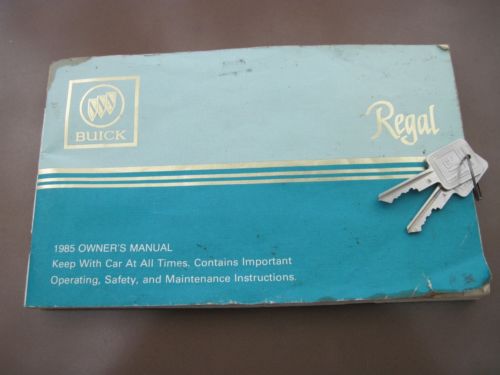 BUICK
Regal
1985 OWNER'S MANUAL
Keep With Car At All Times. Contains Important
Operating, Safety, and Maintenance Instructions.